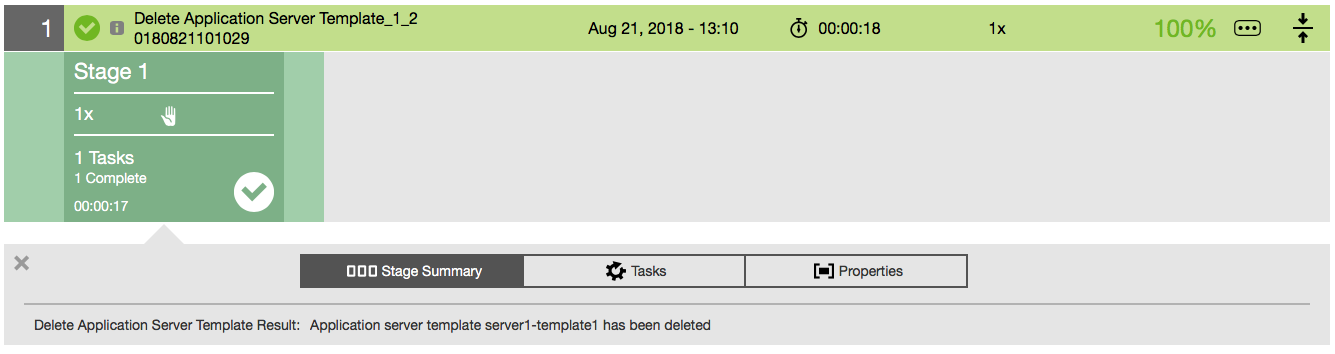 1
Delete Application Server Template_1_2
0180821101029
Aug 21, 2018 - 13:10
00:00:18
1x
100%
Stage 1
1x
1 Tasks
1 Complete
00:00:17
Stage Summary
Tasks
Properties
Delete Application Server Template Result: Application server template server1-template1 has been deleted